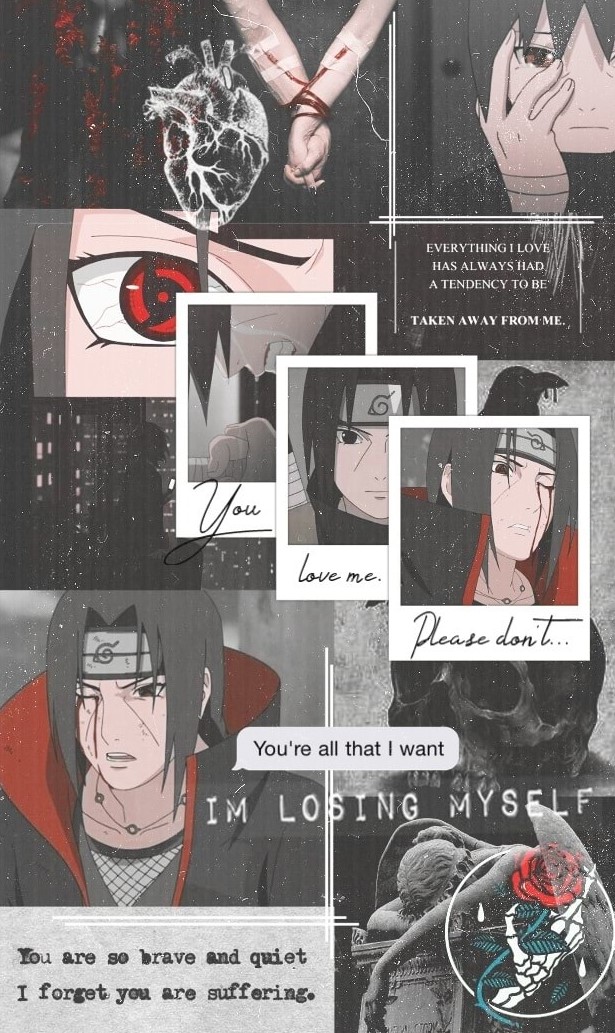 EVERYTHING I LOVE
HAS ALWAYS HAD
A TENDENCY TO BE
TAKEN AWAY FROM ME.
You
love me.
Please don't...
You're all that I want
IM LOSING MYSELF
You are so brave and quiet
I forget you are suffering.